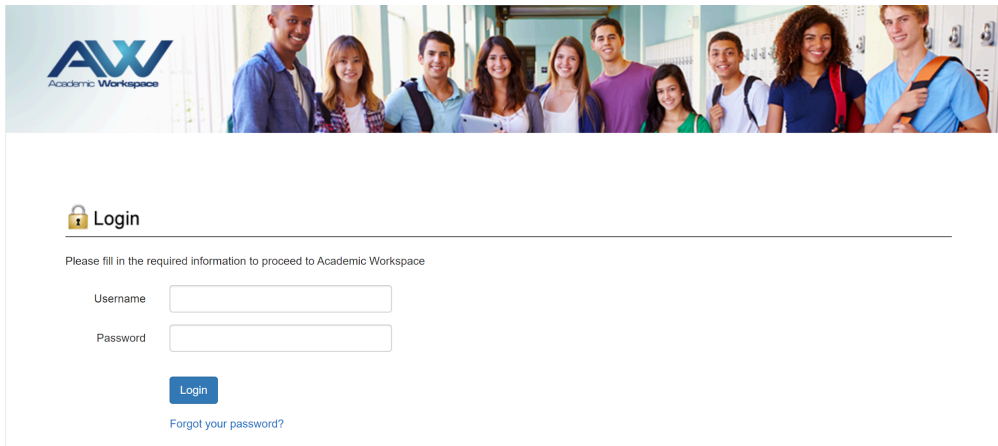 AW
Academic Workspace
Login
Please fill in the required information to proceed to Academic Workspace
Username
Password
Login
Forgot your password?